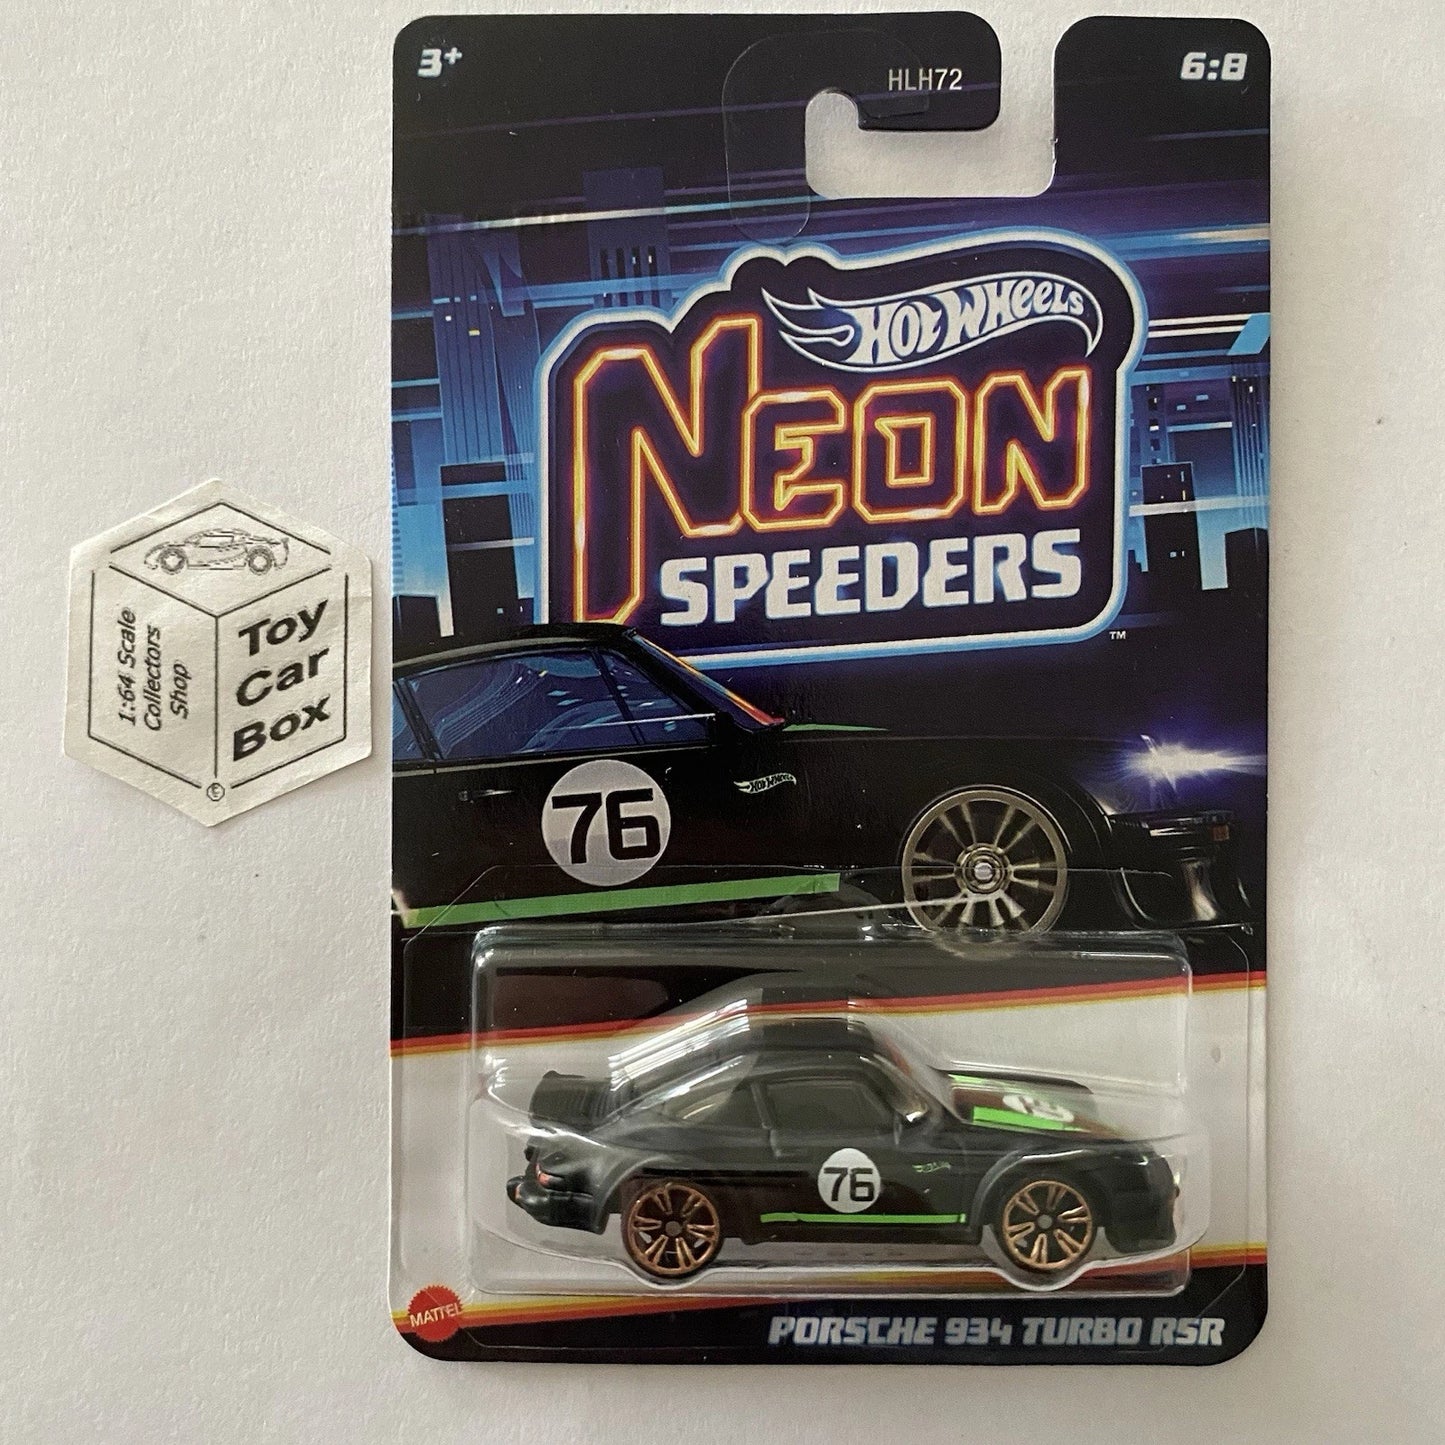 3+
HLH72
6:8
HOT WHEELS
NEON
SPEEDERS
™
76
HOT WHEELS
1:64 Scale
Collectors
Shop
Toy
Car
Box
©
76
MATTEL
PORSCHE 934 TURBO RSR